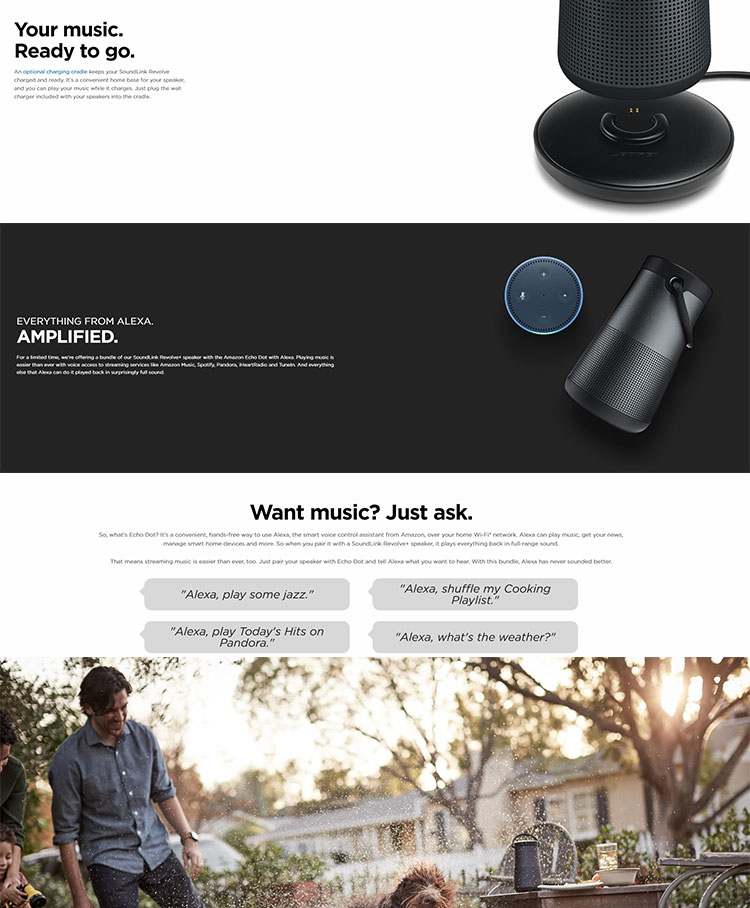 Your music.
Ready to go.
An optional charging cradle keeps your SoundLink Revolve
charged and ready. It's a convenient home base for your speaker,
and you can play your music while it charges. Just plug the wall
charger included with your speakers into the cradle.
EVERYTHING FROM ALEXA.
AMPLIFIED.
For a limited time, we're offering a bundle of our SoundLink Revolve+ speaker with the Amazon Echo Dot with Alexa. Playing music is
easier than ever with voice access to streaming services like Amazon Music, Spotify, Pandora, iHeartRadio and TuneIn. And everything
else that Alexa can do is played back in surprisingly full sound.
Want music? Just ask.
So, what's Echo Dot? It's a convenient, hands-free way to use Alexa, the smart voice control assistant from Amazon, over your home Wi-Fi® network. Alexa can play music, get your news,
manage smart home devices and more. So when you pair it with a SoundLink Revolve+ speaker, it plays everything back in full-range sound.
That means streaming music is easier than ever, too. Just pair your speaker with Echo Dot and tell Alexa what you want to hear. With this bundle, Alexa has never sounded better.
"Alexa, play some jazz."
"Alexa, shuffle my Cooking
Playlist."
"Alexa, play Today's Hits on
Pandora."
"Alexa, what's the weather?"